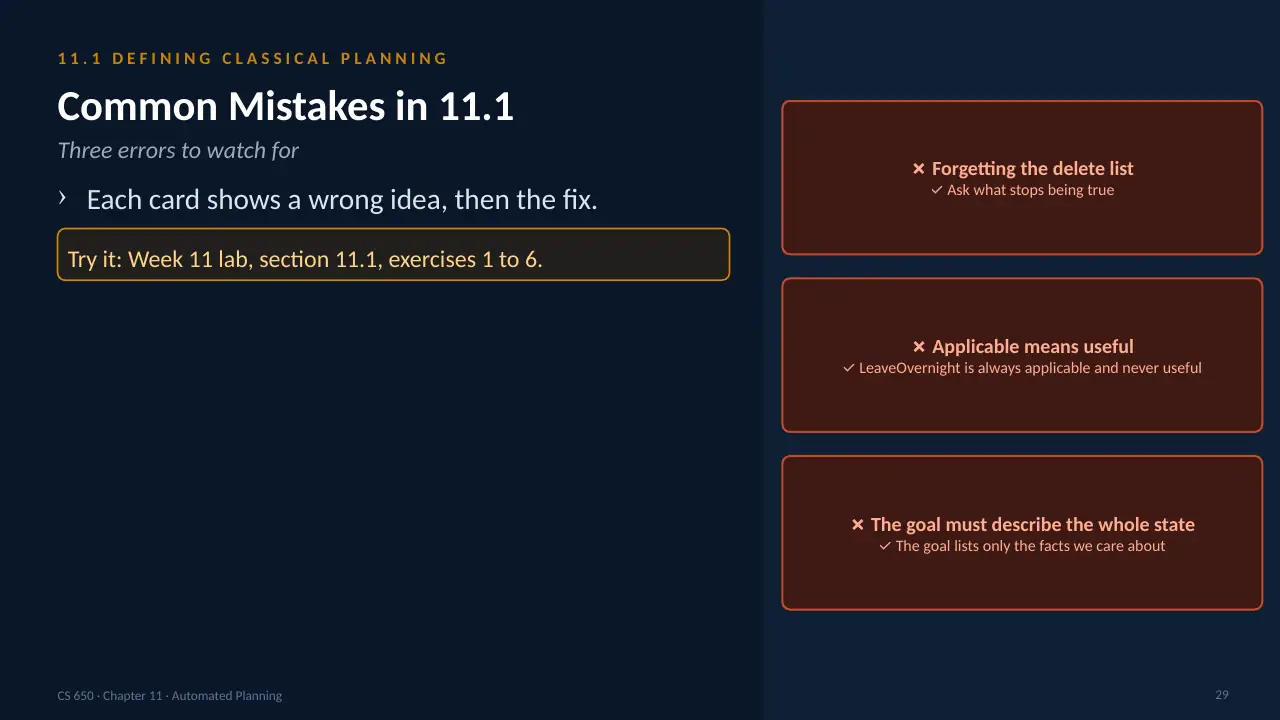 11.1 DEFINING CLASSICAL PLANNING
Common Mistakes in 11.1
Three errors to watch for
› Each card shows a wrong idea, then the fix.
Try it: Week 11 lab, section 11.1, exercises 1 to 6.
× Forgetting the delete list
✓ Ask what stops being true
× Applicable means useful
✓ LeaveOvernight is always applicable and never useful
× The goal must describe the whole state
✓ The goal lists only the facts we care about
CS 650 · Chapter 11 · Automated Planning
29